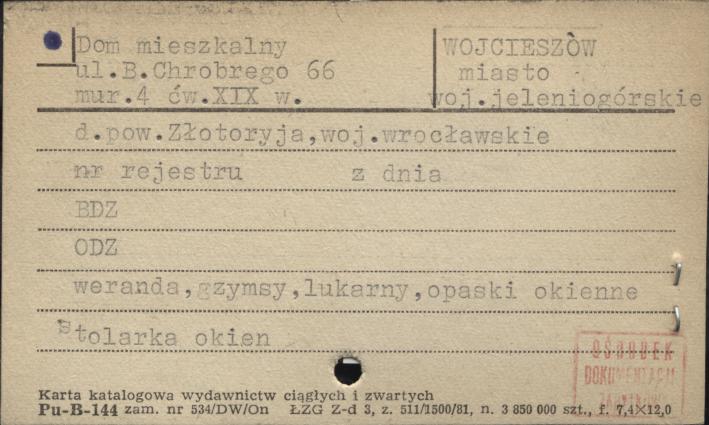 Dom mieszkalny
ul.B.Chrobrego 66
mur.4 ćw.XIX w.
WOJCIESZÒW
miasto
woj.jeleniogórskie
d.pow.Złotoryja,woj.wrocławskie
nr rejestru z dnia
BDZ
ODZ
weranda,gzymsy,lukarny,opaski okienne
stolarka okien
OŚRODEK
DOKUMENTACJI
ZABYTKÓW
Karta katalogowa wydawnictw ciągłych i zwartych
Pu-B-144 zam. nr 534/DW/On ŁZG Z-d 3, z. 511/1500/81, n. 3 850 000 szt., f. 7,4×12,0